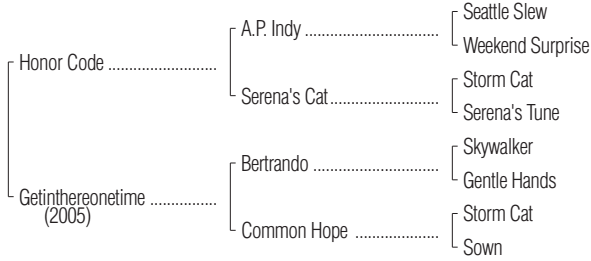 Seattle Slew
A.P. Indy ..............................
Weekend Surprise
Honor Code ........................
Storm Cat
Serena's Cat........................
Serena's Tune
Skywalker
Bertrando ............................
Gentle Hands
Getinthereonetime ...............
(2005)
Storm Cat
Common Hope ...................
Sown